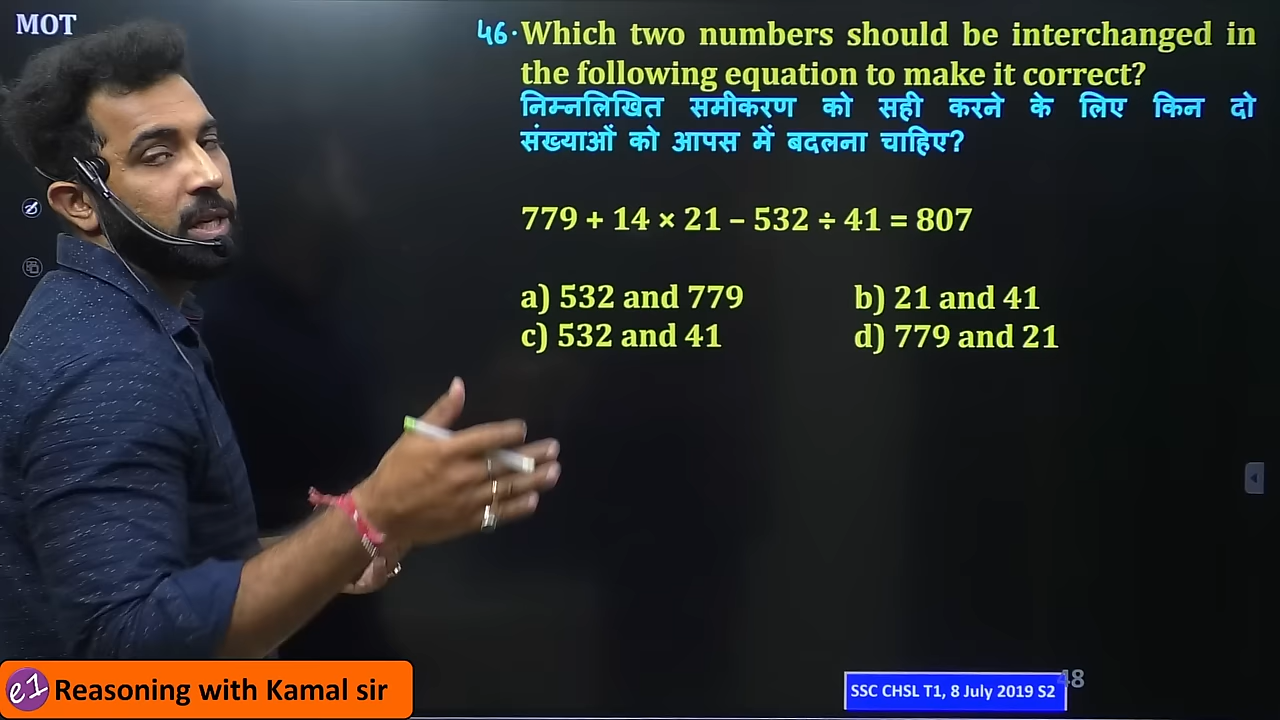 MOT
46. Which two numbers should be interchanged in
the following equation to make it correct?
निम्नलिखित समीकरण को सही करने के लिए किन दो
संख्याओं को आपस में बदलना चाहिए?
779 + 14 × 21 – 532 ÷ 41 = 807
a) 532 and 779 b) 21 and 41
c) 532 and 41 d) 779 and 21
e1 Reasoning with Kamal sir
SSC CHSL T1, 8 July 2019 S2 48